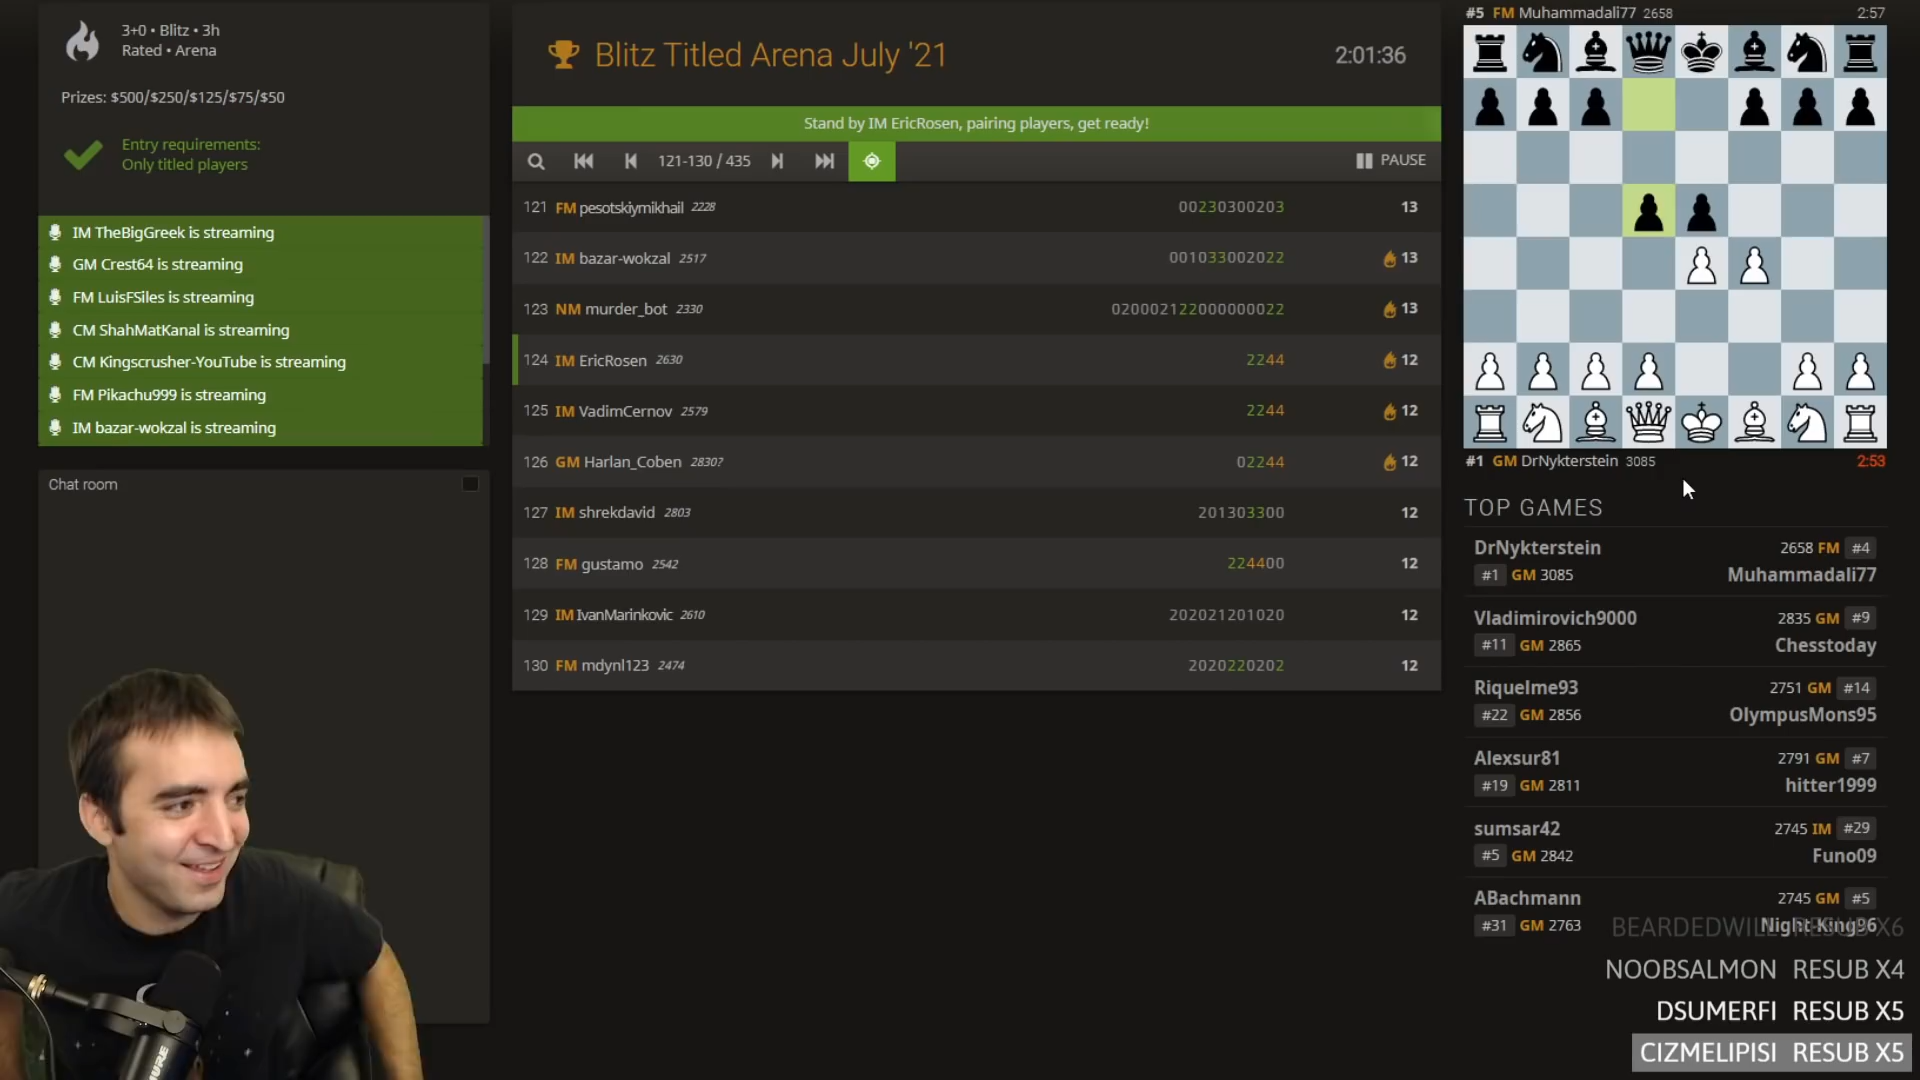 3+0 • Blitz • 3h
Rated • Arena
Prizes: $500/$250/$125/$75/$50
Entry requirements:
Only titled players
IM TheBigGreek is streaming
GM Crest64 is streaming
FM LuisFSiles is streaming
CM ShahMatKanal is streaming
CM Kingscrusher-YouTube is streaming
FM Pikachu999 is streaming
IM bazar-wokzal is streaming
Chat room
Blitz Titled Arena July '21
2:01:36
Stand by IM EricRosen, pairing players, get ready!
121-130 / 435
PAUSE
121 FM pesotskiymikhail 2228 00230300203 13
122 IM bazar-wokzal 2517 001033002022 13
123 NM murder_bot 2330 020002122000000022 13
124 IM EricRosen 2630 2244 12
125 IM VadimCernov 2579 2244 12
126 GM Harlan_Coben 2830? 02244 12
127 IM shrekdavid 2803 201303300 12
128 FM gustamo 2542 224400 12
129 IM IvanMarinkovic 2610 202021201020 12
130 FM mdynl123 2474 2020220202 12
#5 FM Muhammadali77 2658 2:57
#1 GM DrNykterstein 3085 2:53
TOP GAMES
DrNykterstein 2658 FM #4
#1 GM 3085 Muhammadali77
Vladimirovich9000 2835 GM #9
#11 GM 2865 Chesstoday
Riquelme93 2751 GM #14
#22 GM 2856 OlympusMons95
Alexsur81 2791 GM #7
#19 GM 2811 hitter1999
sumsar42 2745 IM #29
#5 GM 2842 Funo09
ABachmann 2745 GM #5
#31 GM 2763 Night-King96
BEARDEDWILL RESUB X6
NOOBSALMON RESUB X4
DSUMERFI RESUB X5
CIZMELIPISI RESUB X5